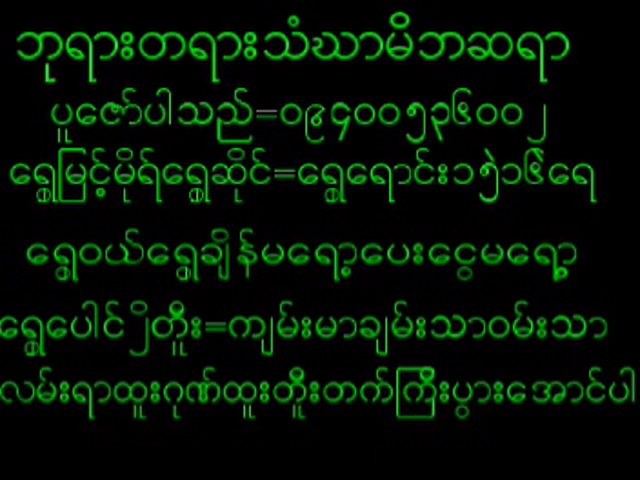 ဘုရားတရားသံဃာမိဘဆရာ
ပူဇော်ပါသည်=၀၉၄၀၀၅၃၆၀၀၂
ရွှေမြင့်မိုရ်ရွှေဆိုင်=ရွှေရောင်း၁၅ဲ၁၆ဲရေ
ရွှေဝယ်ရွှေချိန်မရော့ပေးငွေမရော့
ရွှေပေါင်၂ိတိူး=ကျမ်းမာချမ်းသာဝမ်းသာ
လမ်းရာထူးဂုဏ်ထူးတိူးတက်ကြီးပွားအောင်ပါ